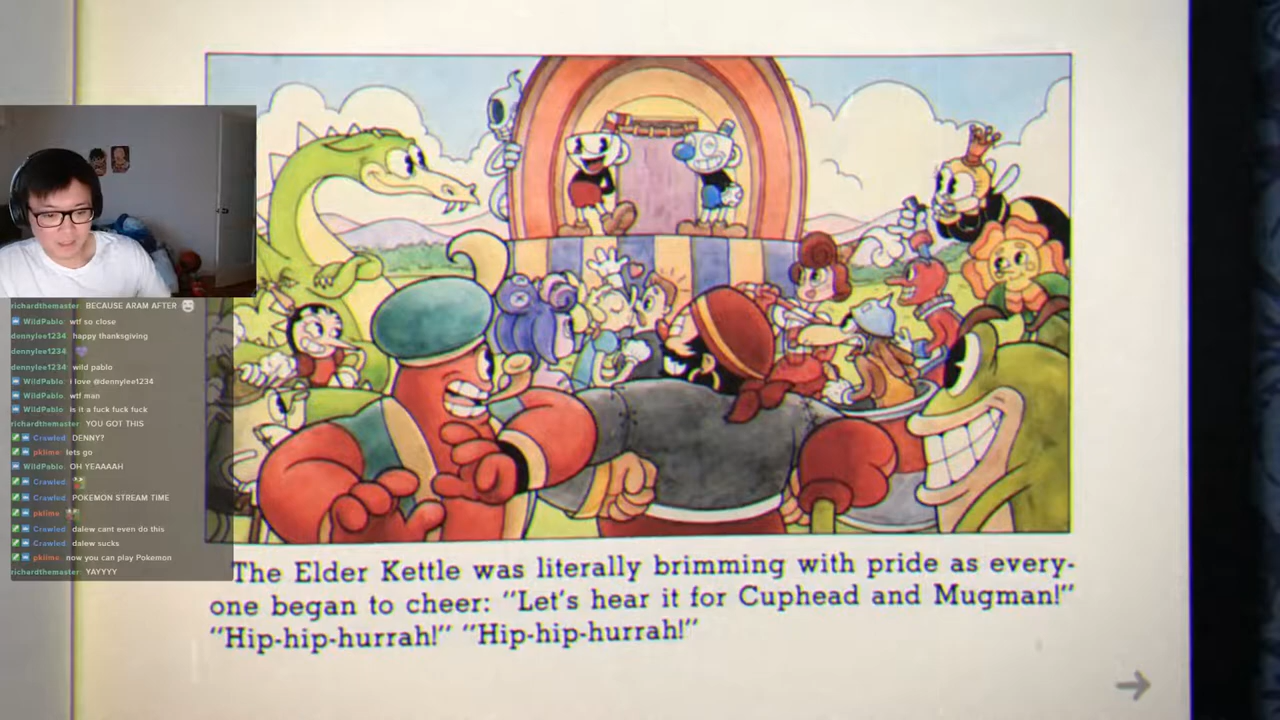 richardthemaster: BECAUSE ARAM AFTER
WildPablo: wtf so close
dennylee1234: happy thanksgiving
dennylee1234:
dennylee1234: wild pablo
WildPablo: i love @dennylee1234
WildPablo: wtf man
WildPablo: is it a fuck fuck fuck
richardthemaster: YOU GOT THIS
Crawled: DENNY?
pklime: lets go
WildPablo: OH YEAAAAH
Crawled:
Crawled: POKEMON STREAM TIME
pklime:
Crawled: dalew cant even do this
Crawled: dalew sucks
pklime: now you can play Pokemon
richardthemaster: YAYYYY
The Elder Kettle was literally brimming with pride as every-
one began to cheer: “Let's hear it for Cuphead and Mugman!”
“Hip-hip-hurrah!” “Hip-hip-hurrah!”